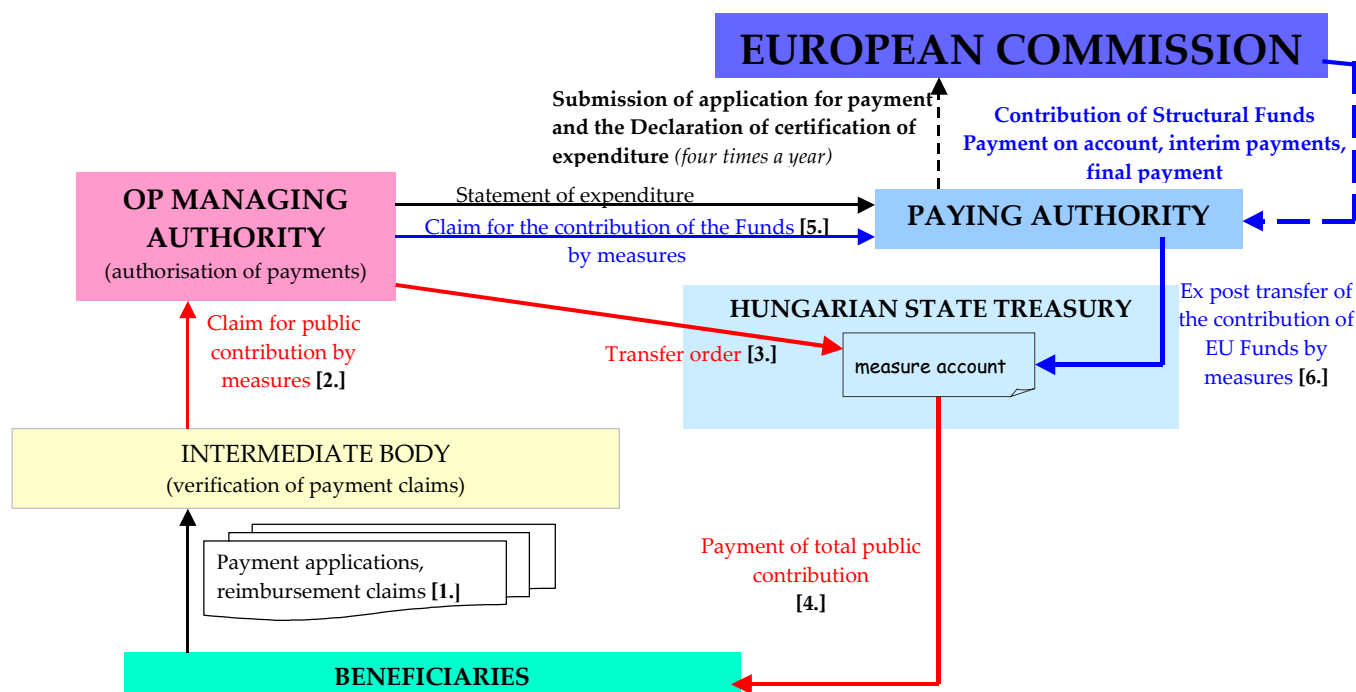 EUROPEAN COMMISSION
Submission of application for payment
and the Declaration of certification of
expenditure (four times a year)
Contribution of Structural Funds
Payment on account, interim payments,
final payment
OP MANAGING
AUTHORITY
(authorisation of payments)
Statement of expenditure
Claim for the contribution of the Funds [5.]
by measures
PAYING AUTHORITY
HUNGARIAN STATE TREASURY
measure account
Ex post transfer of
the contribution of
EU Funds by
measures [6.]
Claim for public
contribution by
measures [2.]
Transfer order [3.]
INTERMEDIATE BODY
(verification of payment claims)
Payment applications,
reimbursement claims [1.]
Payment of total public
contribution
[4.]
BENEFICIARIES